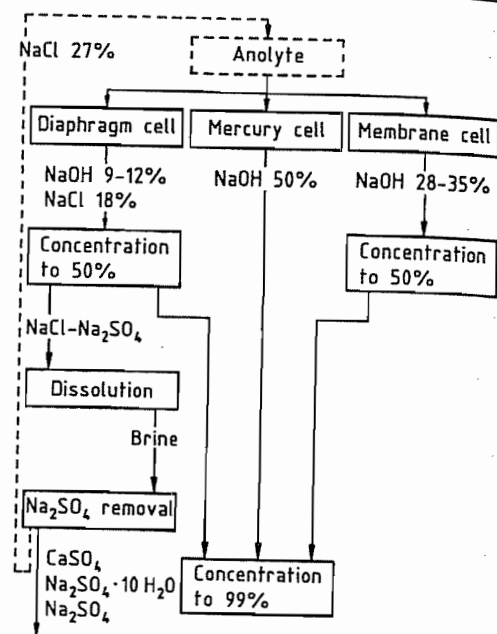 NaCl 27%
Anolyte
Diaphragm cell
Mercury cell
Membrane cell
NaOH 9-12%
NaCl 18%
NaOH 50%
NaOH 28-35%
Concentration
to 50%
Concentration
to 50%
NaCl-Na₂SO₄
Dissolution
Brine
Na₂SO₄ removal
CaSO₄
Na₂SO₄·10 H₂O
Na₂SO₄
Concentration
to 99%